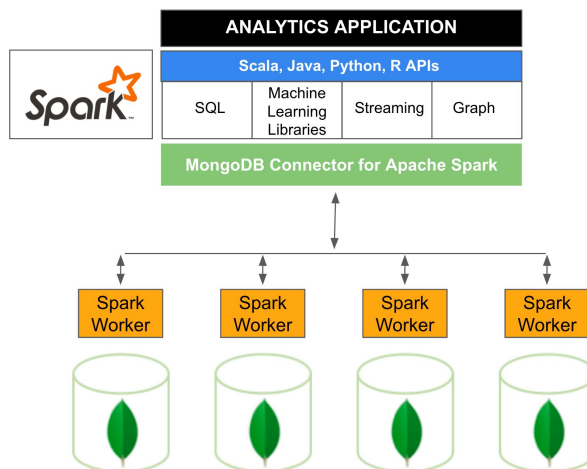 ANALYTICS APPLICATION
Scala, Java, Python, R APIs
Spark™
SQL
Machine
Learning
Libraries
Streaming
Graph
MongoDB Connector for Apache Spark
Spark
Worker
Spark
Worker
Spark
Worker
Spark
Worker